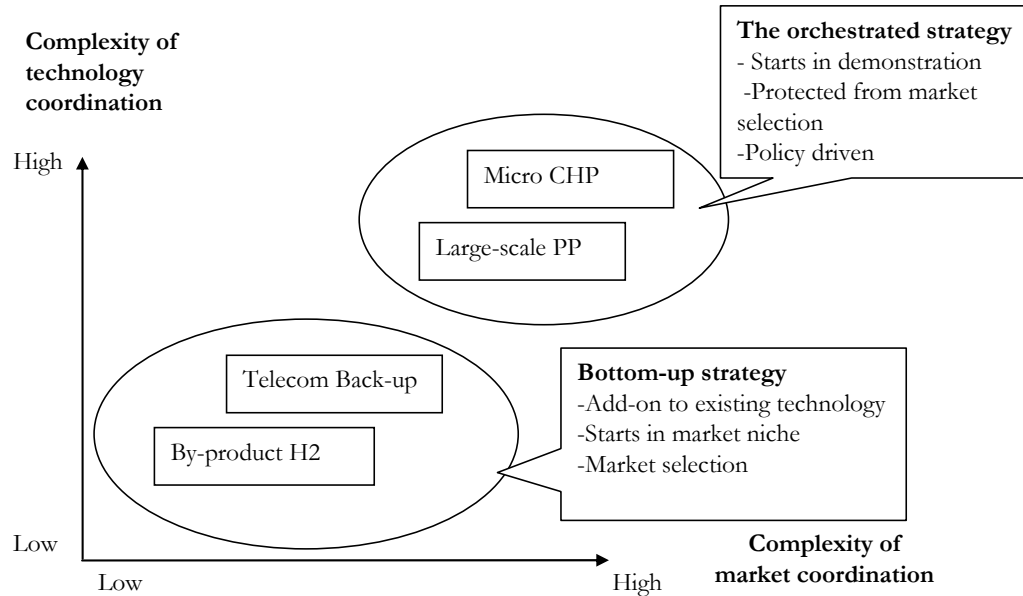 Complexity of
technology
coordination
The orchestrated strategy
- Starts in demonstration
-Protected from market
selection
-Policy driven
High
Micro CHP
Large-scale PP
Telecom Back-up
By-product H2
Bottom-up strategy
-Add-on to existing technology
-Starts in market niche
-Market selection
Low
Low
High
Complexity of
market coordination